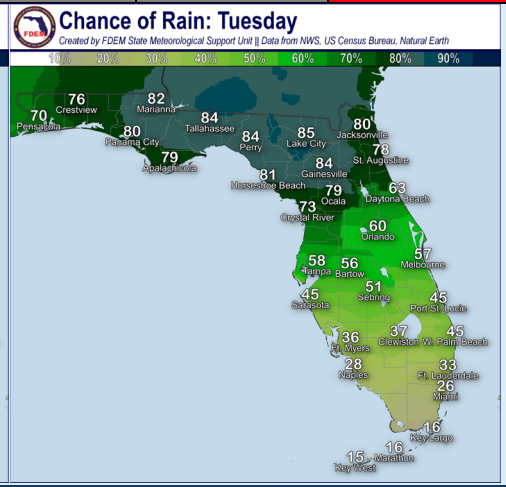 FDEM
Chance of Rain: Tuesday
Created by FDEM State Meteorological Support Unit || Data from NWS, US Census Bureau, Natural Earth
10% 20% 30% 40% 50% 60% 70% 80% 90%
76
Crestview
82
Marianna
70
Pensacola
80
Panama City
84
Tallahassee
84
Perry
85
Lake City
80
Jacksonville
79
Apalachicola
78
St. Augustine
84
Gainesville
81
Horseshoe Beach
79
Ocala
63
Daytona Beach
73
Crystal River
60
Orlando
58
Tampa
56
Bartow
57
Melbourne
51
Sebring
45
Sarasota
45
Port St. Lucie
36
Ft. Myers
37
Clewiston
45
W. Palm Beach
28
Naples
33
Ft. Lauderdale
26
Miami
16
Key Largo
16
Marathon
15
Key West